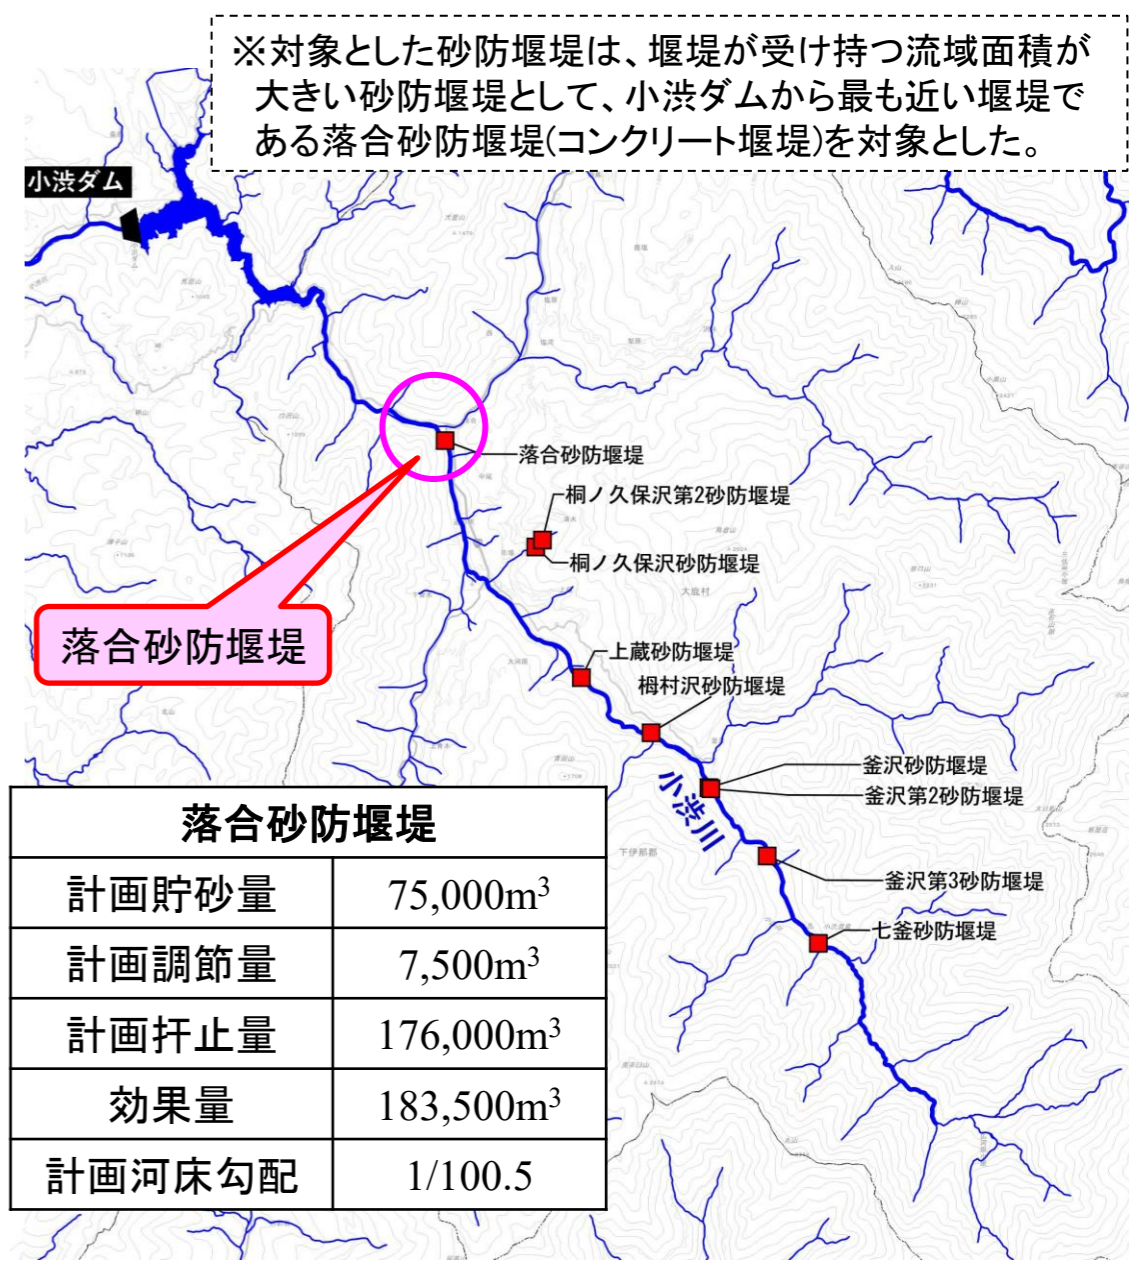 ※対象とした砂防堰堤は、堰堤が受け持つ流域面積が
大きい砂防堰堤として、小渋ダムから最も近い堰堤で
ある落合砂防堰堤(コンクリート堰堤)を対象とした。
小渋ダム
落合砂防堰堤
桐ノ久保沢第2砂防堰堤
桐ノ久保沢砂防堰堤
大鹿村
落合砂防堰堤
上蔵砂防堰堤
栂村沢砂防堰堤
釜沢砂防堰堤
釜沢第2砂防堰堤
小渋川
下伊那郡
釜沢第3砂防堰堤
七釜砂防堰堤
落合砂防堰堤
計画貯砂量 75,000m³
計画調節量 7,500m³
計画扞止量 176,000m³
効果量 183,500m³
計画河床勾配 1/100.5